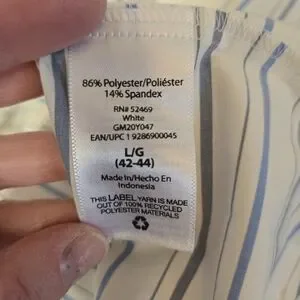 86% Polyester/Poliéster
14% Spandex
RN# 52469
White
GM20Y047
EAN/UPC 1 9286900045
L/G
(42-44)
Made in/Hecho En
Indonesia
THIS LABEL YARN IS MADE
OUT OF 100% RECYCLED
POLYESTER MATERIALS